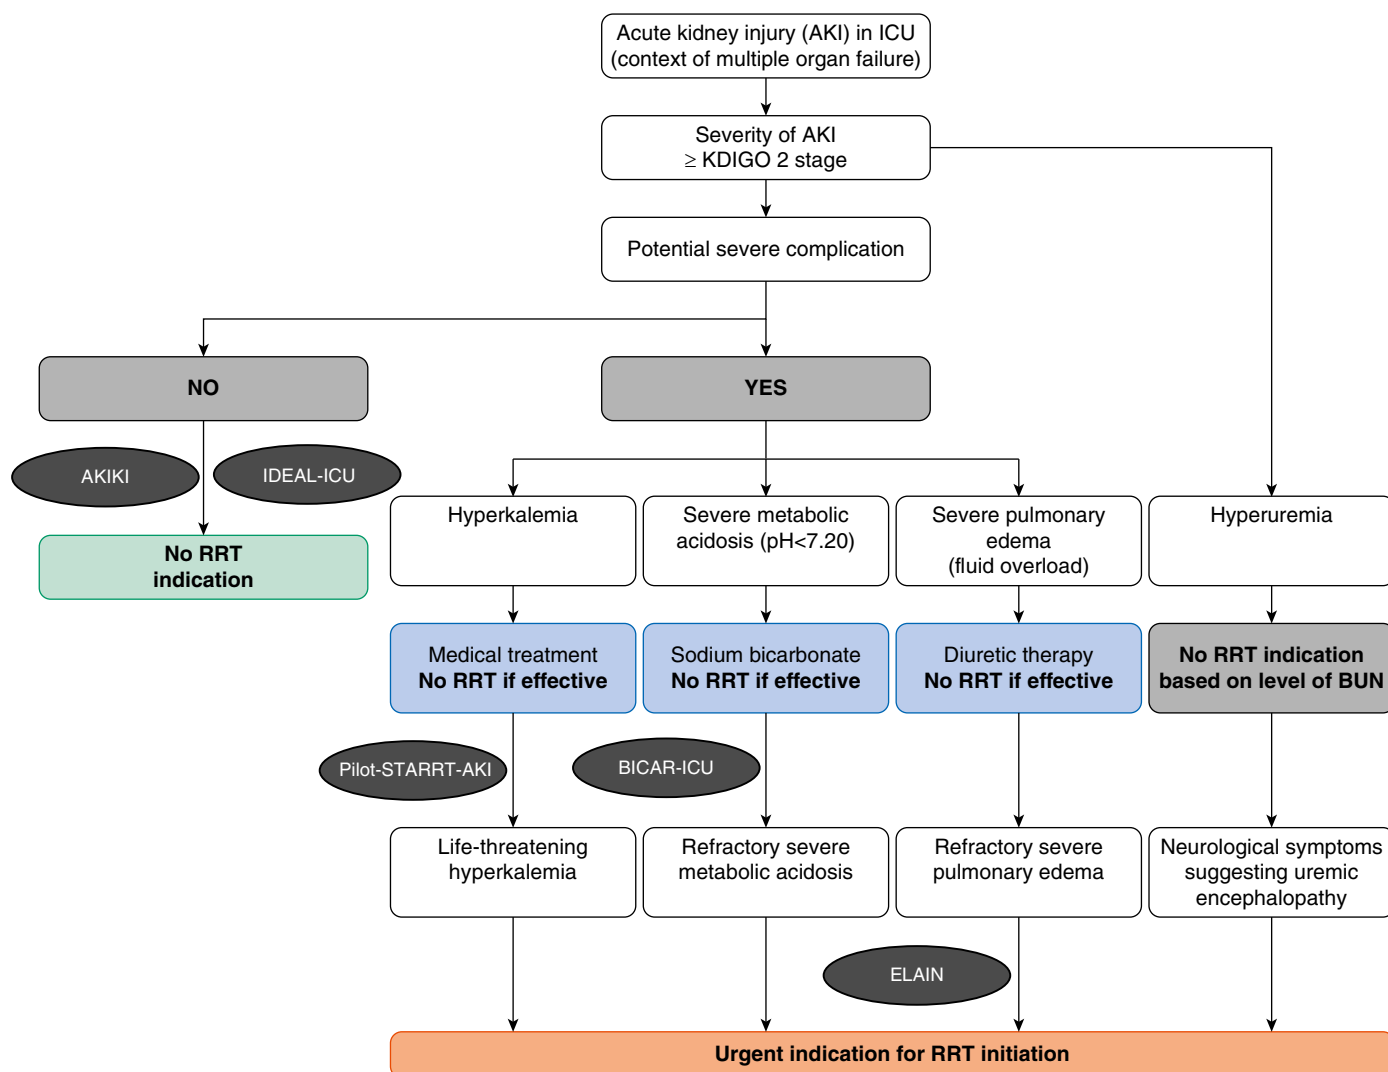 Acute kidney injury (AKI) in ICU
(context of multiple organ failure)
Severity of AKI
≥ KDIGO 2 stage
Potential severe complication
NO
YES
AKIKI
IDEAL-ICU
No RRT
indication
Hyperkalemia
Severe metabolic
acidosis (pH<7.20)
Severe pulmonary
edema
(fluid overload)
Hyperuremia
Medical treatment
No RRT if effective
Sodium bicarbonate
No RRT if effective
Diuretic therapy
No RRT if effective
No RRT indication
based on level of BUN
Pilot-STARRT-AKI
BICAR-ICU
Life-threatening
hyperkalemia
Refractory severe
metabolic acidosis
Refractory severe
pulmonary edema
Neurological symptoms
suggesting uremic
encephalopathy
ELAIN
Urgent indication for RRT initiation